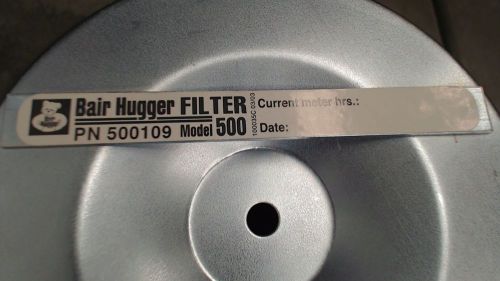 Bair Hugger FILTER
PN 500109 Model 500
Current meter hrs.:
Date: